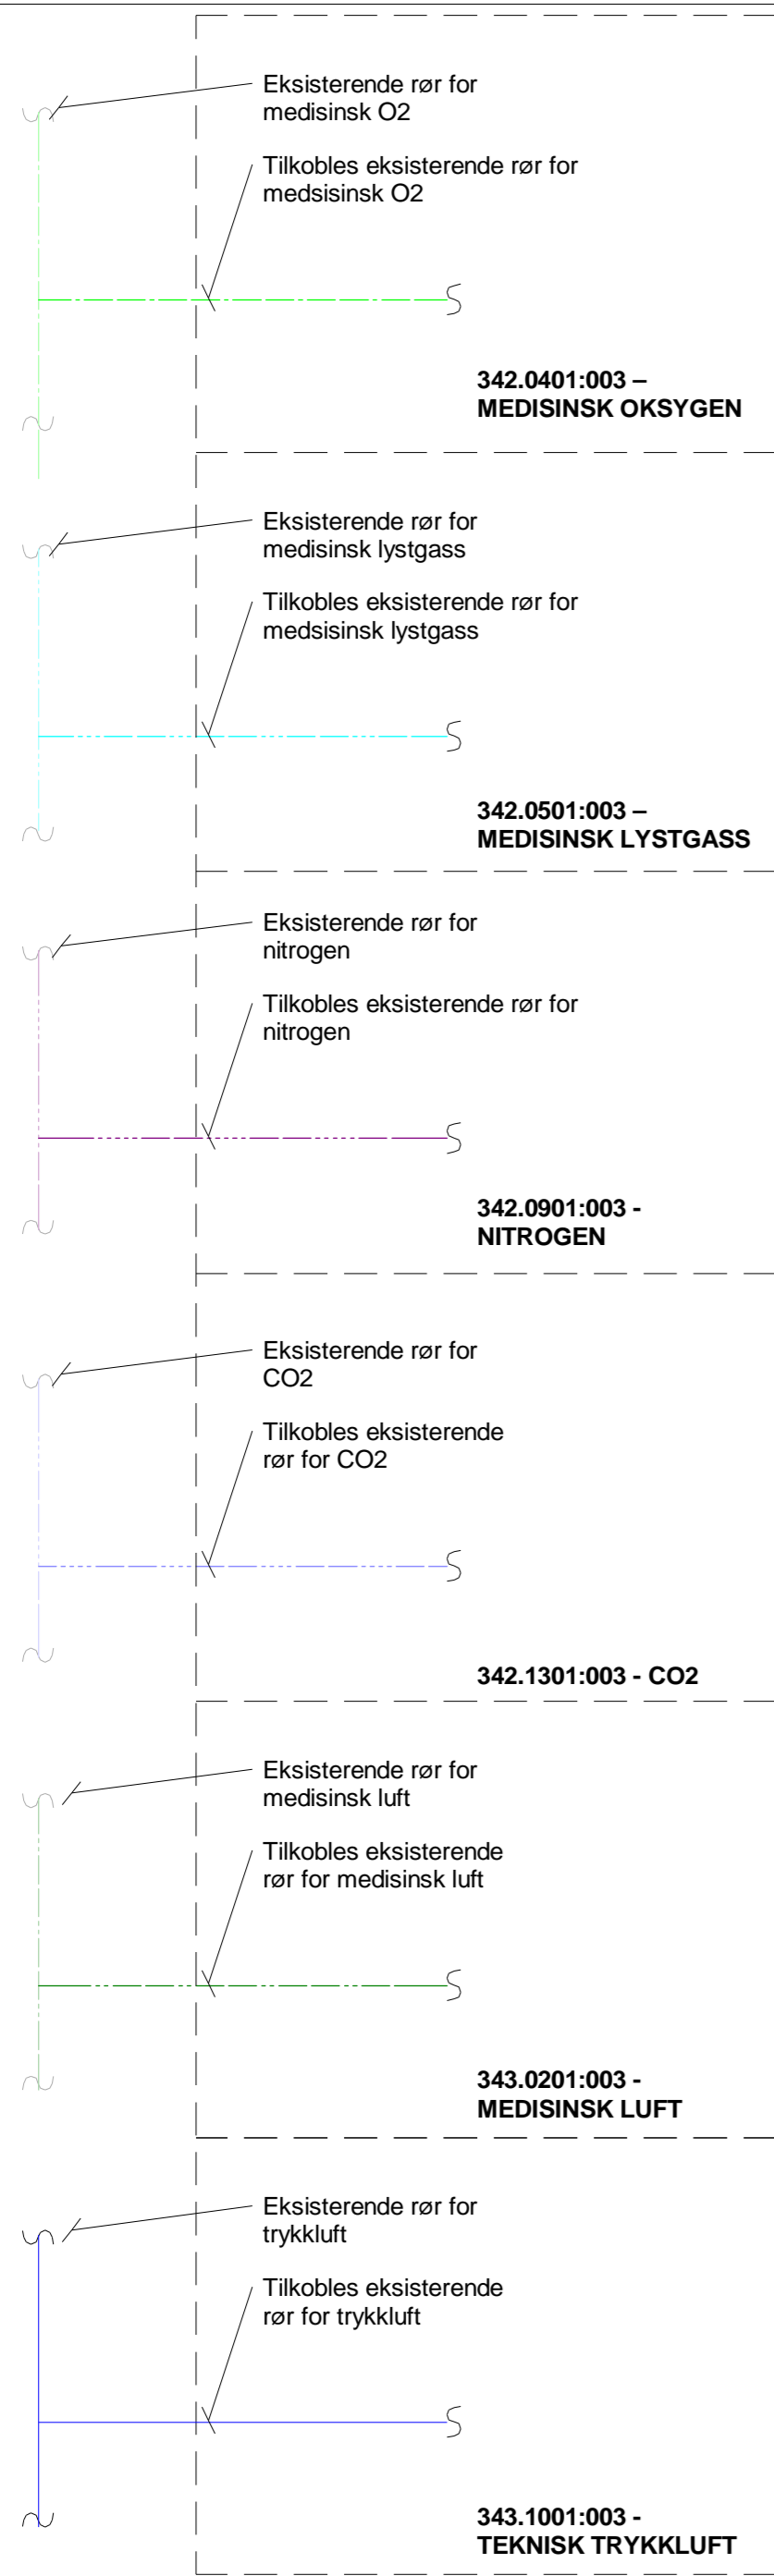 Eksisterende rør for
medisinsk O2
Tilkobles eksisterende rør for
medsisinsk O2
342.0401:003 –
MEDISINSK OKSYGEN
Eksisterende rør for
medisinsk lystgass
Tilkobles eksisterende rør for
medsisinsk lystgass
342.0501:003 –
MEDISINSK LYSTGASS
Eksisterende rør for
nitrogen
Tilkobles eksisterende rør for
nitrogen
342.0901:003 -
NITROGEN
Eksisterende rør for
CO2
Tilkobles eksisterende
rør for CO2
342.1301:003 - CO2
Eksisterende rør for
medisinsk luft
Tilkobles eksisterende
rør for medisinsk luft
343.0201:003 -
MEDISINSK LUFT
Eksisterende rør for
trykkluft
Tilkobles eksisterende
rør for trykkluft
343.1001:003 -
TEKNISK TRYKKLUFT